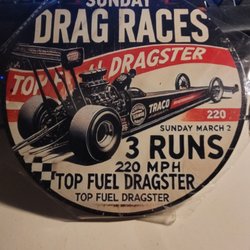 SUNDAY
DRAG RACES
TOP FUEL DRAGSTER
TRACO
220
SUNDAY MARCH 2
3 RUNS
220 MPH
TOP FUEL DRAGSTER
TOP FUEL DRAGSTER